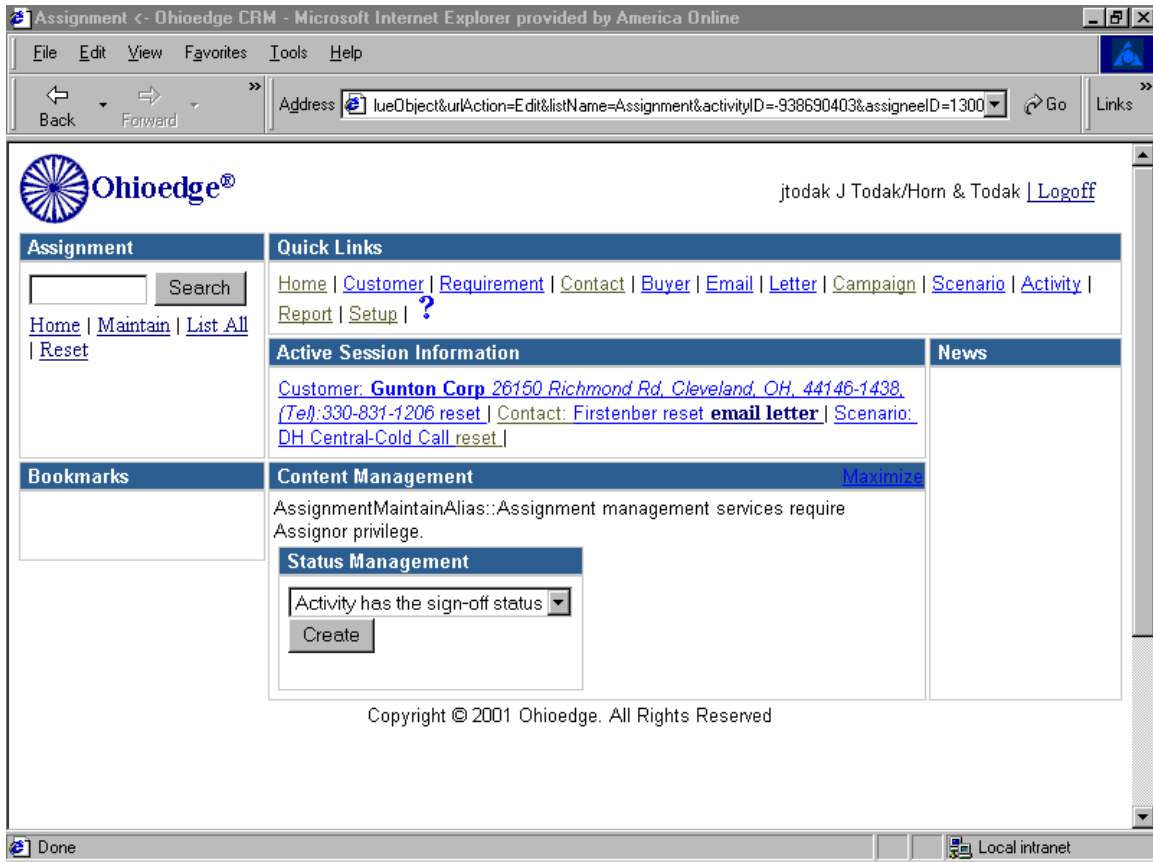 Assignment <- Ohioedge CRM - Microsoft Internet Explorer provided by America Online
File Edit View Favorites Tools Help
Back Forward » Address lueObject&urlAction=Edit&listName=Assignment&activityID=-938690403&assigneeID=1300 Go Links »
Ohioedge®
jtodak J Todak/Horn & Todak | Logoff
Assignment
Search
Home | Maintain | List All
| Reset
Quick Links
Home | Customer | Requirement | Contact | Buyer | Email | Letter | Campaign | Scenario | Activity |
Report | Setup | ?
Active Session Information
Customer: Gunton Corp 26150 Richmond Rd, Cleveland, OH, 44146-1438,
(Tel):330-831-1206 reset | Contact: Firstenber reset email letter | Scenario:
DH Central-Cold Call reset |
News
Bookmarks
Content Management Maximize
AssignmentMaintainAlias::Assignment management services require
Assignor privilege.
Status Management
Activity has the sign-off status
Create
Copyright © 2001 Ohioedge. All Rights Reserved
Done Local intranet